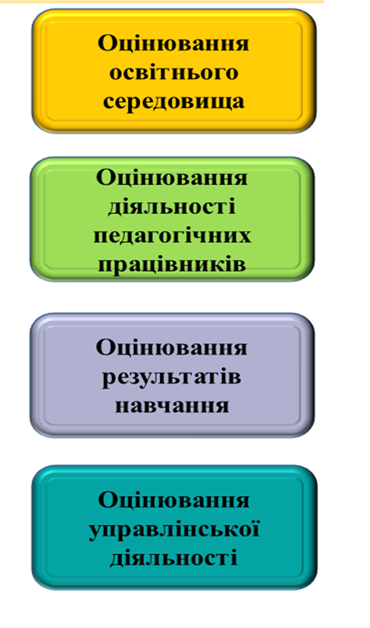 Оцінювання
освітнього
середовища
Оцінювання
діяльності
педагогічних
працівників
Оцінювання
результатів
навчання
Оцінювання
управлінської
діяльності